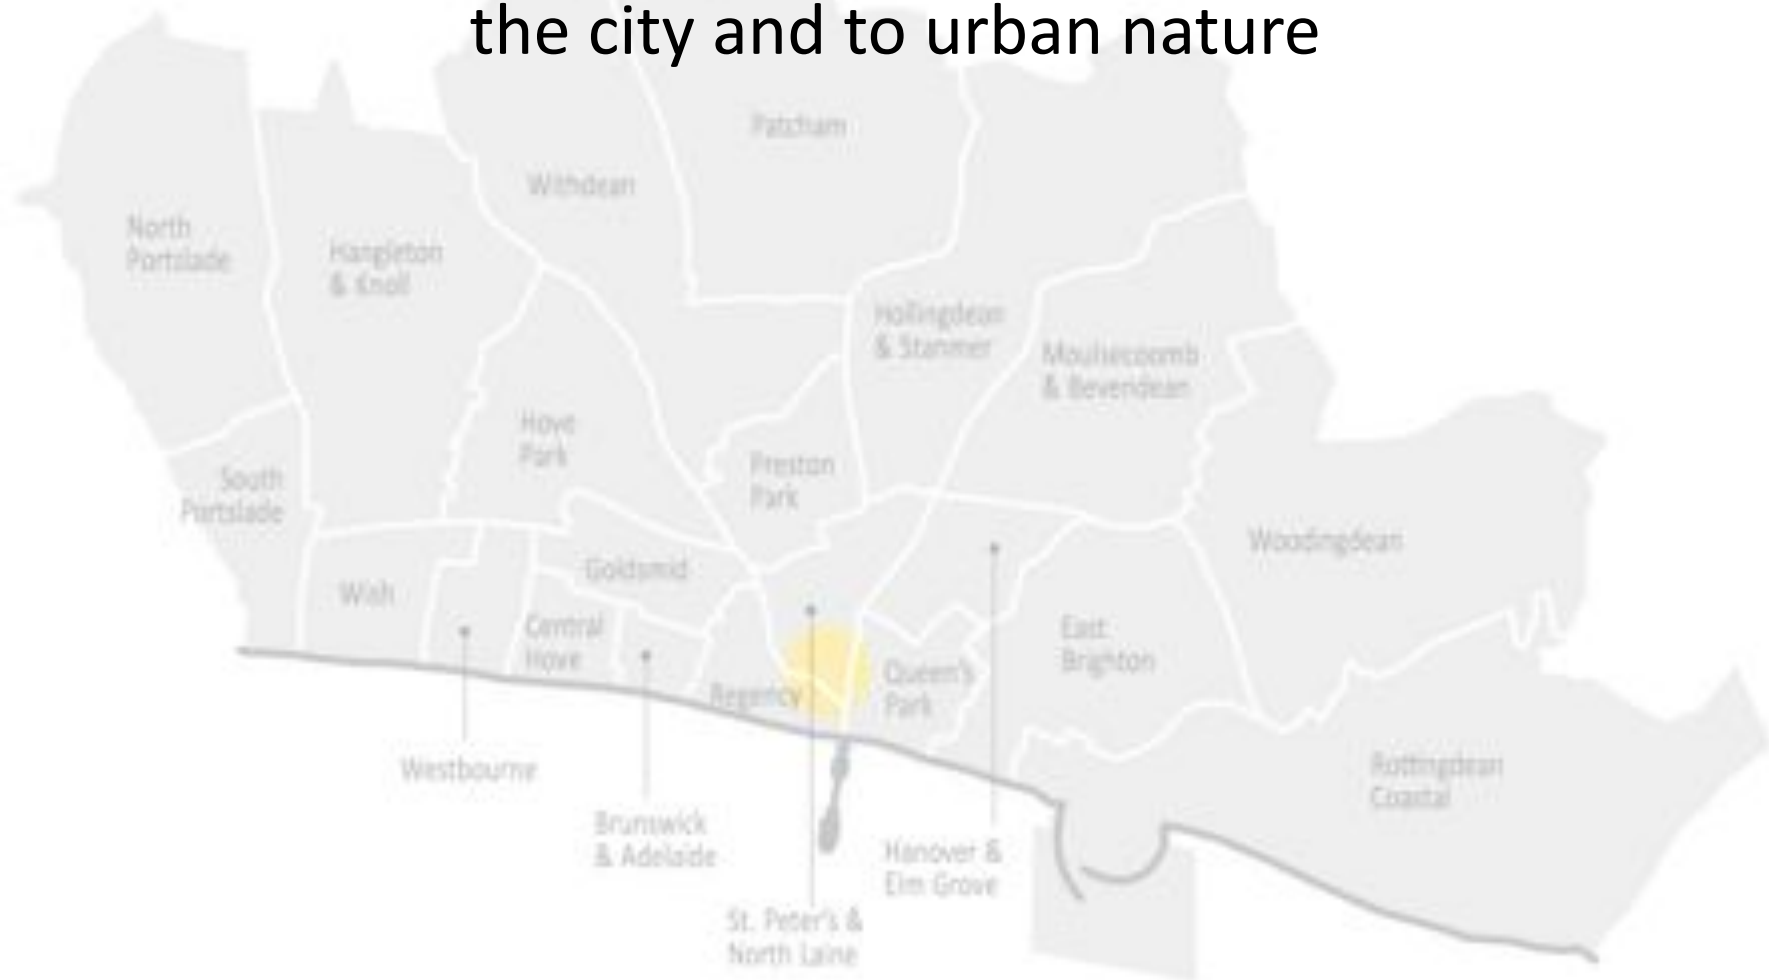 the city and to urban nature
Patcham
Withdean
North
Portslade
Hangleton
& Knoll
Hollingdean
& Stanmer
Moulsecoomb
& Bevendean
Hove
Park
Preston
Park
South
Portslade
Woodingdean
Goldsmid
Wish
Central
Hove
East
Brighton
Queen's
Park
Regency
Westbourne
Rottingdean
Coastal
Brunswick
& Adelaide
Hanover &
Elm Grove
St. Peter's &
North Laine